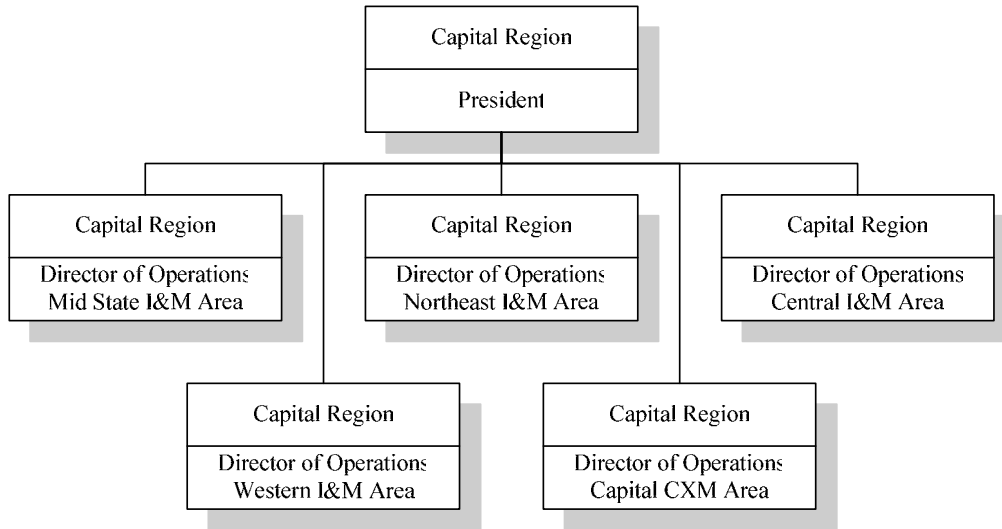 Capital Region
President
Capital Region
Director of Operations
Mid State I&M Area
Capital Region
Director of Operations
Northeast I&M Area
Capital Region
Director of Operations
Central I&M Area
Capital Region
Director of Operations
Western I&M Area
Capital Region
Director of Operations
Capital CXM Area